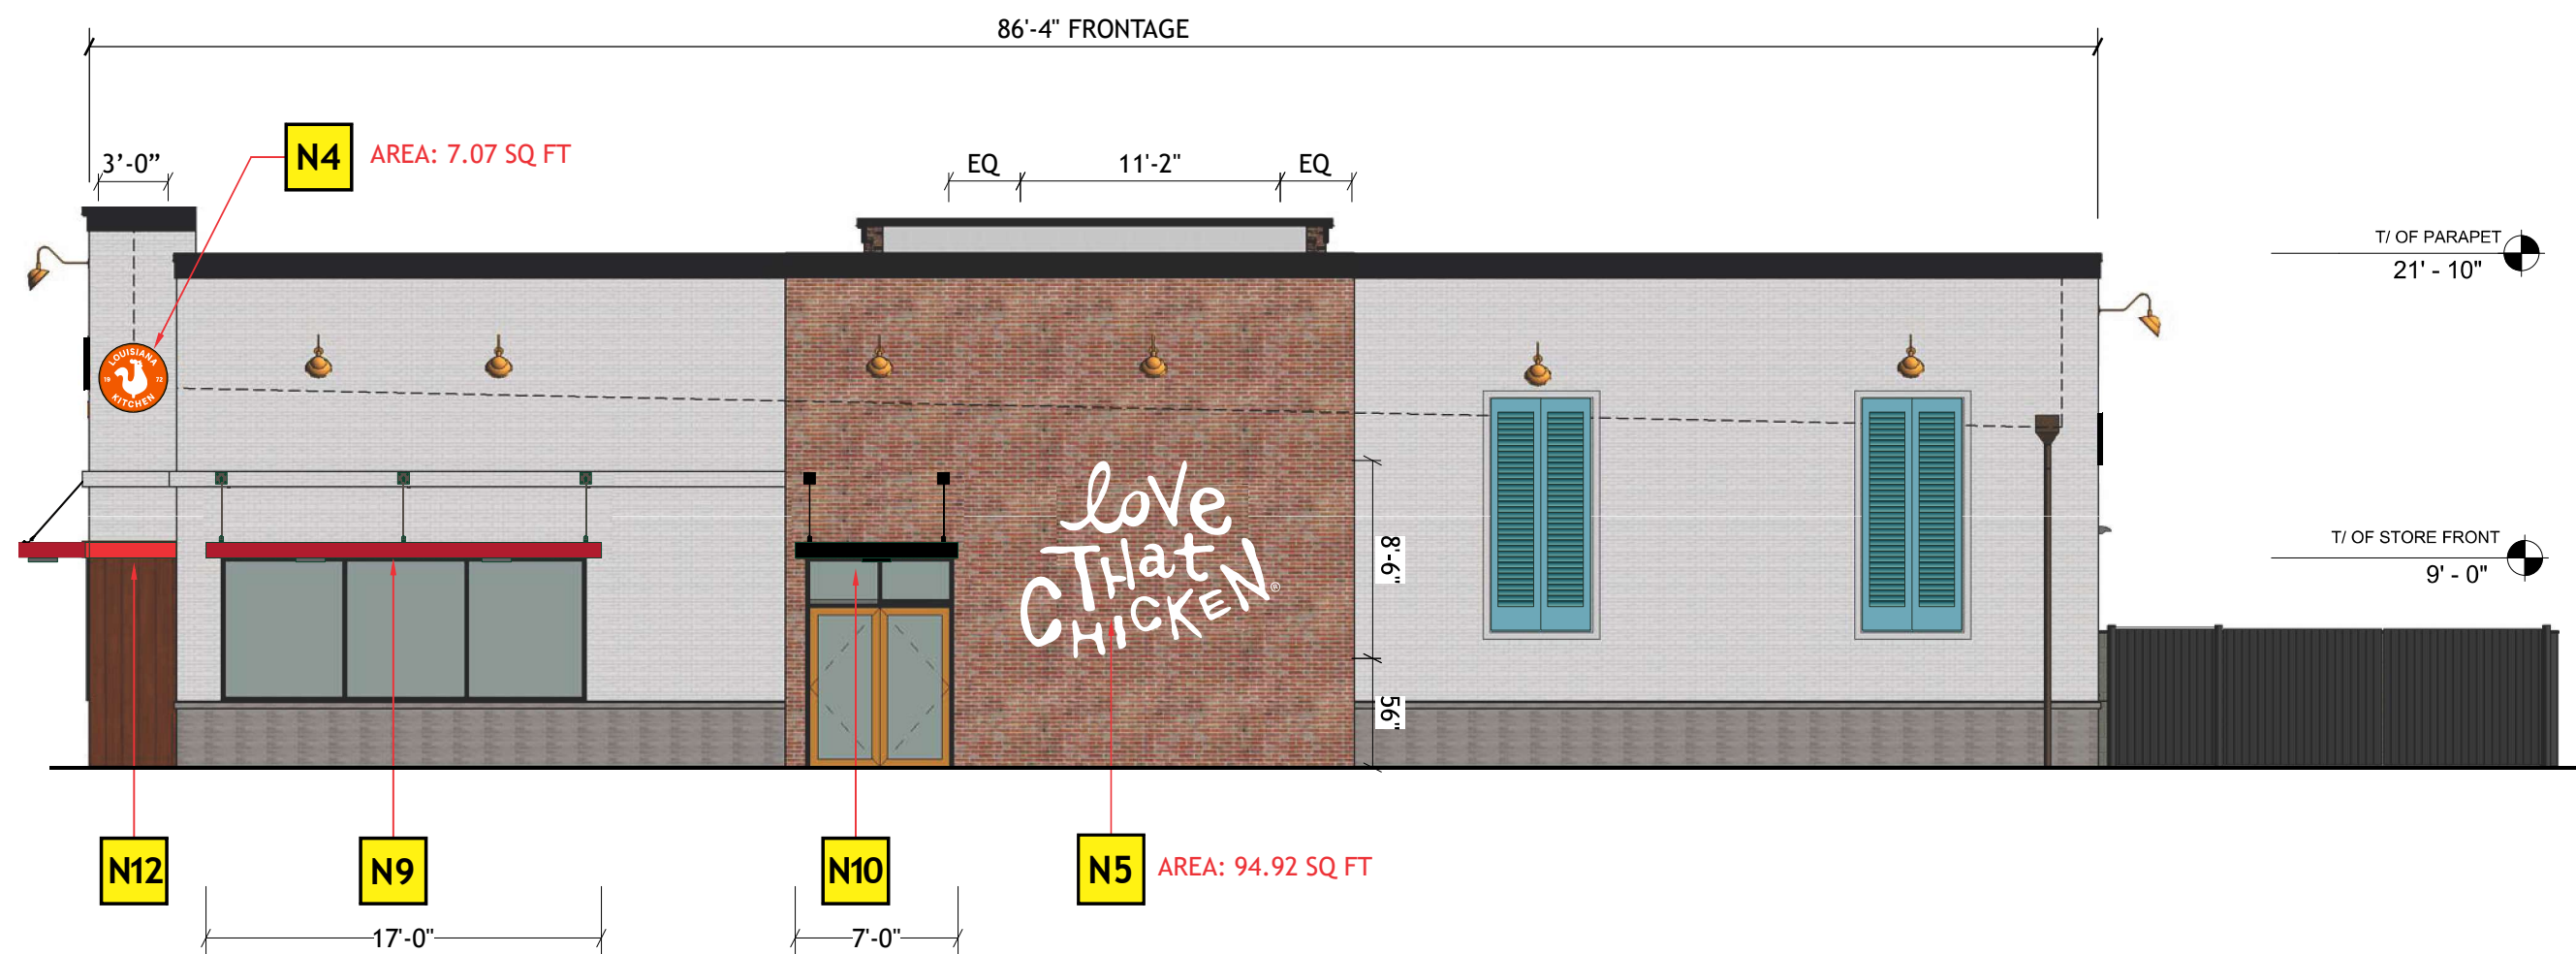 86'-4" FRONTAGE
3’-0”
N4
AREA: 7.07 SQ FT
EQ
11'-2"
EQ
T/ OF PARAPET
21' - 10"
LOUISIANA
19 72
KITCHEN
love
THat
CHICKEN®
8'-6"
T/ OF STORE FRONT
9' - 0"
56"
N12
N9
N10
N5
AREA: 94.92 SQ FT
17'-0"
7'-0"